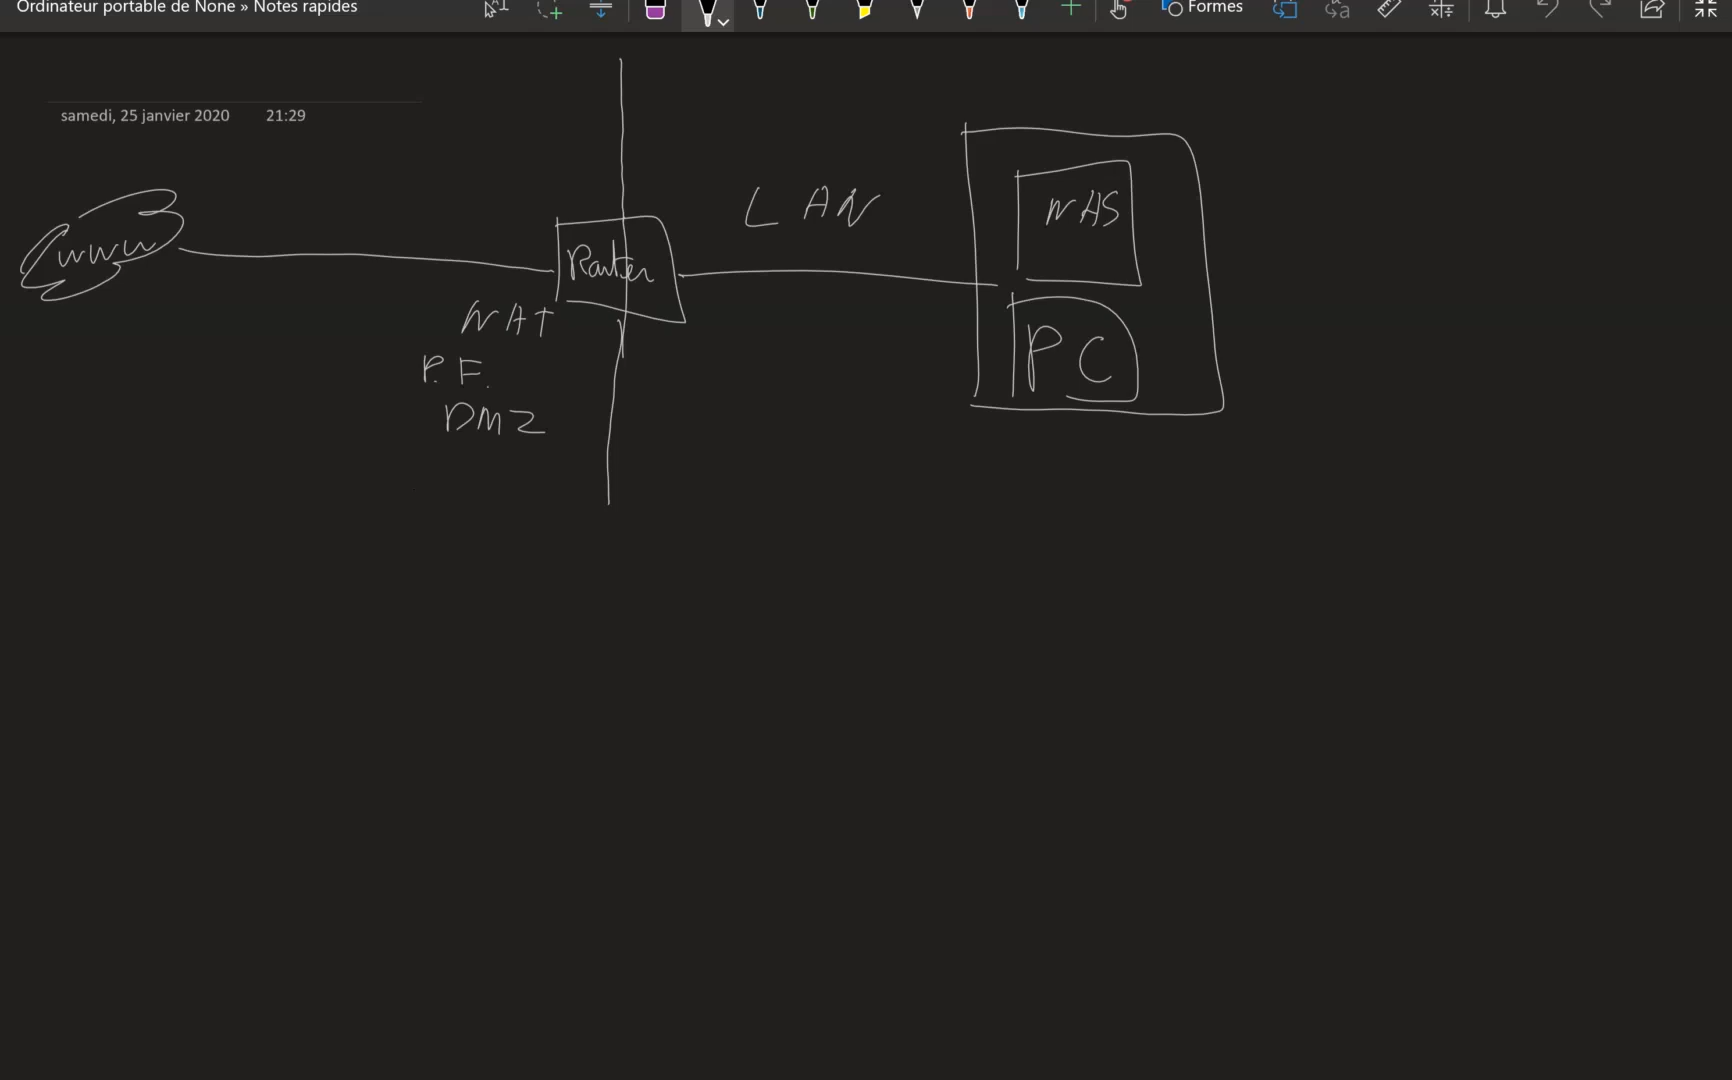 Ordinateur portable de None » Notes rapides
Formes
samedi, 25 janvier 2020 21:29
www
Router
LAN
NAS
PC
NAT
P.F.
DMZ